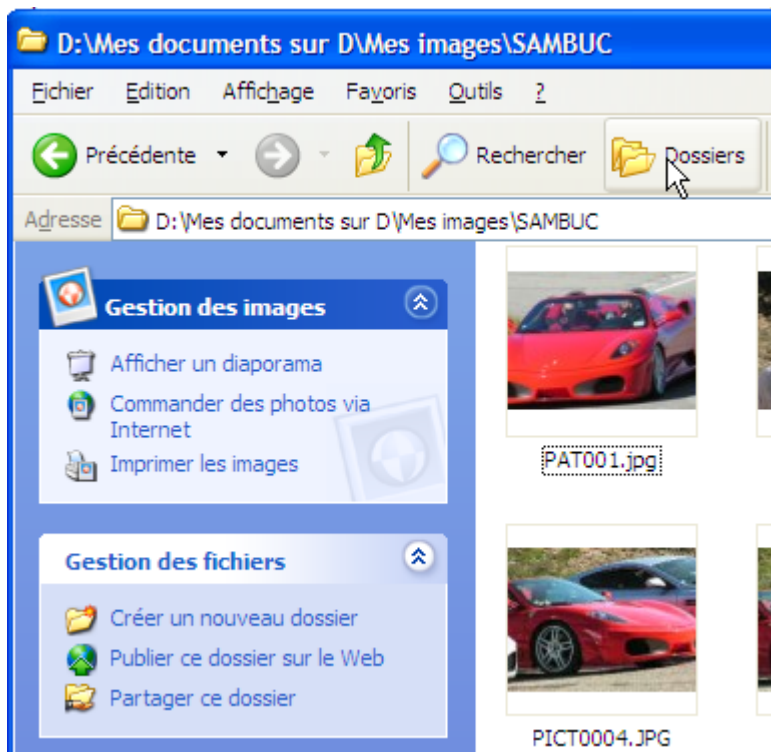 D:\Mes documents sur D\Mes images\SAMBUC
Fichier Edition Affichage Favoris Outils ?
Précédente Rechercher Dossiers
Adresse D:\Mes documents sur D\Mes images\SAMBUC
Gestion des images
Afficher un diaporama
Commander des photos via
Internet
Imprimer les images
PAT001.jpg
Gestion des fichiers
Créer un nouveau dossier
Publier ce dossier sur le Web
Partager ce dossier
PICT0004.JPG